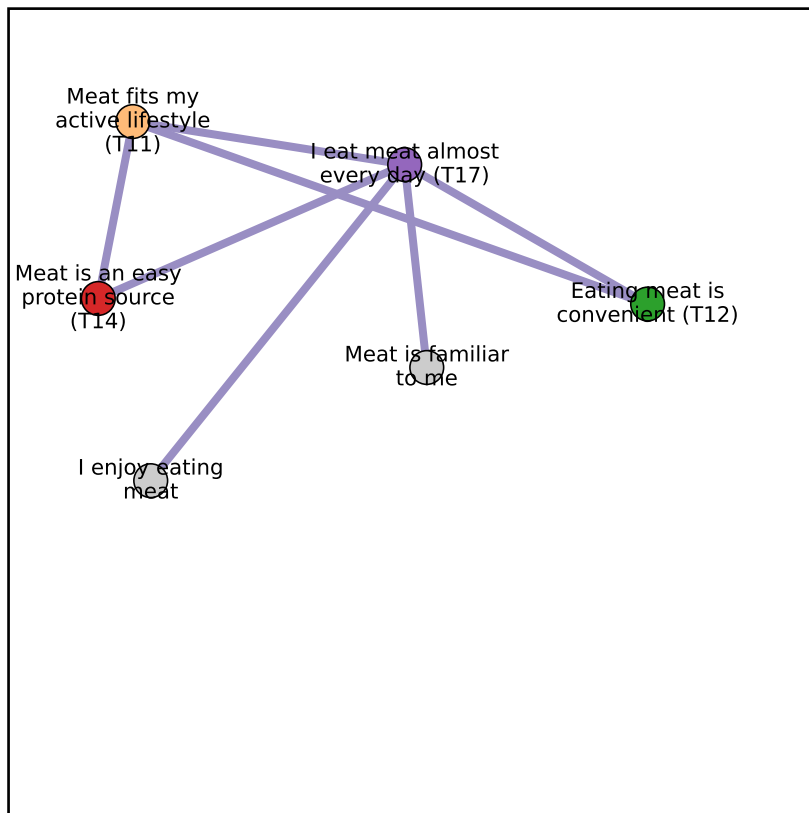 Meat fits my
active lifestyle
(T11)
I eat meat almost
every day (T17)
Meat is an easy
protein source
(T14)
Eating meat is
convenient (T12)
Meat is familiar
to me
I enjoy eating
meat